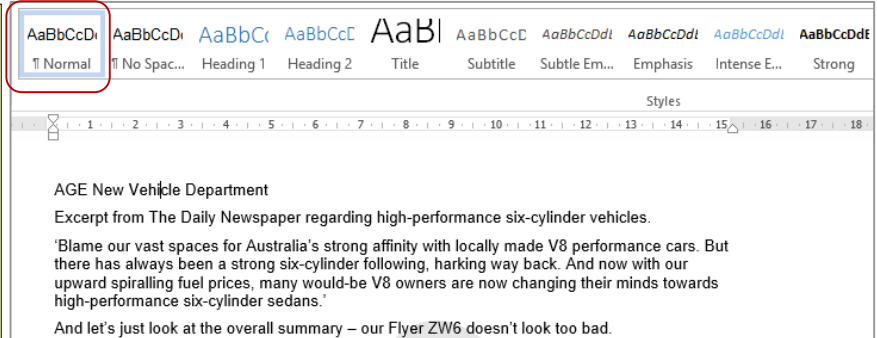 AaBbCcDc AaBbCcDc AaBbCc AaBbCcC AaBl AaBbCcD AaBbCcDd AaBbCcDd AaBbCcDd AaBbCcDd
¶ Normal ¶ No Spac... Heading 1 Heading 2 Title Subtitle Subtle Em... Emphasis Intense E... Strong
Styles
1 2 3 4 5 6 7 8 9 10 11 12 13 14 15 16 17 18
AGE New Vehicle Department
Excerpt from The Daily Newspaper regarding high-performance six-cylinder vehicles.
‘Blame our vast spaces for Australia’s strong affinity with locally made V8 performance cars. But
there has always been a strong six-cylinder following, harking way back. And now with our
upward spiralling fuel prices, many would-be V8 owners are now changing their minds towards
high-performance six-cylinder sedans.’
And let’s just look at the overall summary – our Flyer ZW6 doesn’t look too bad.